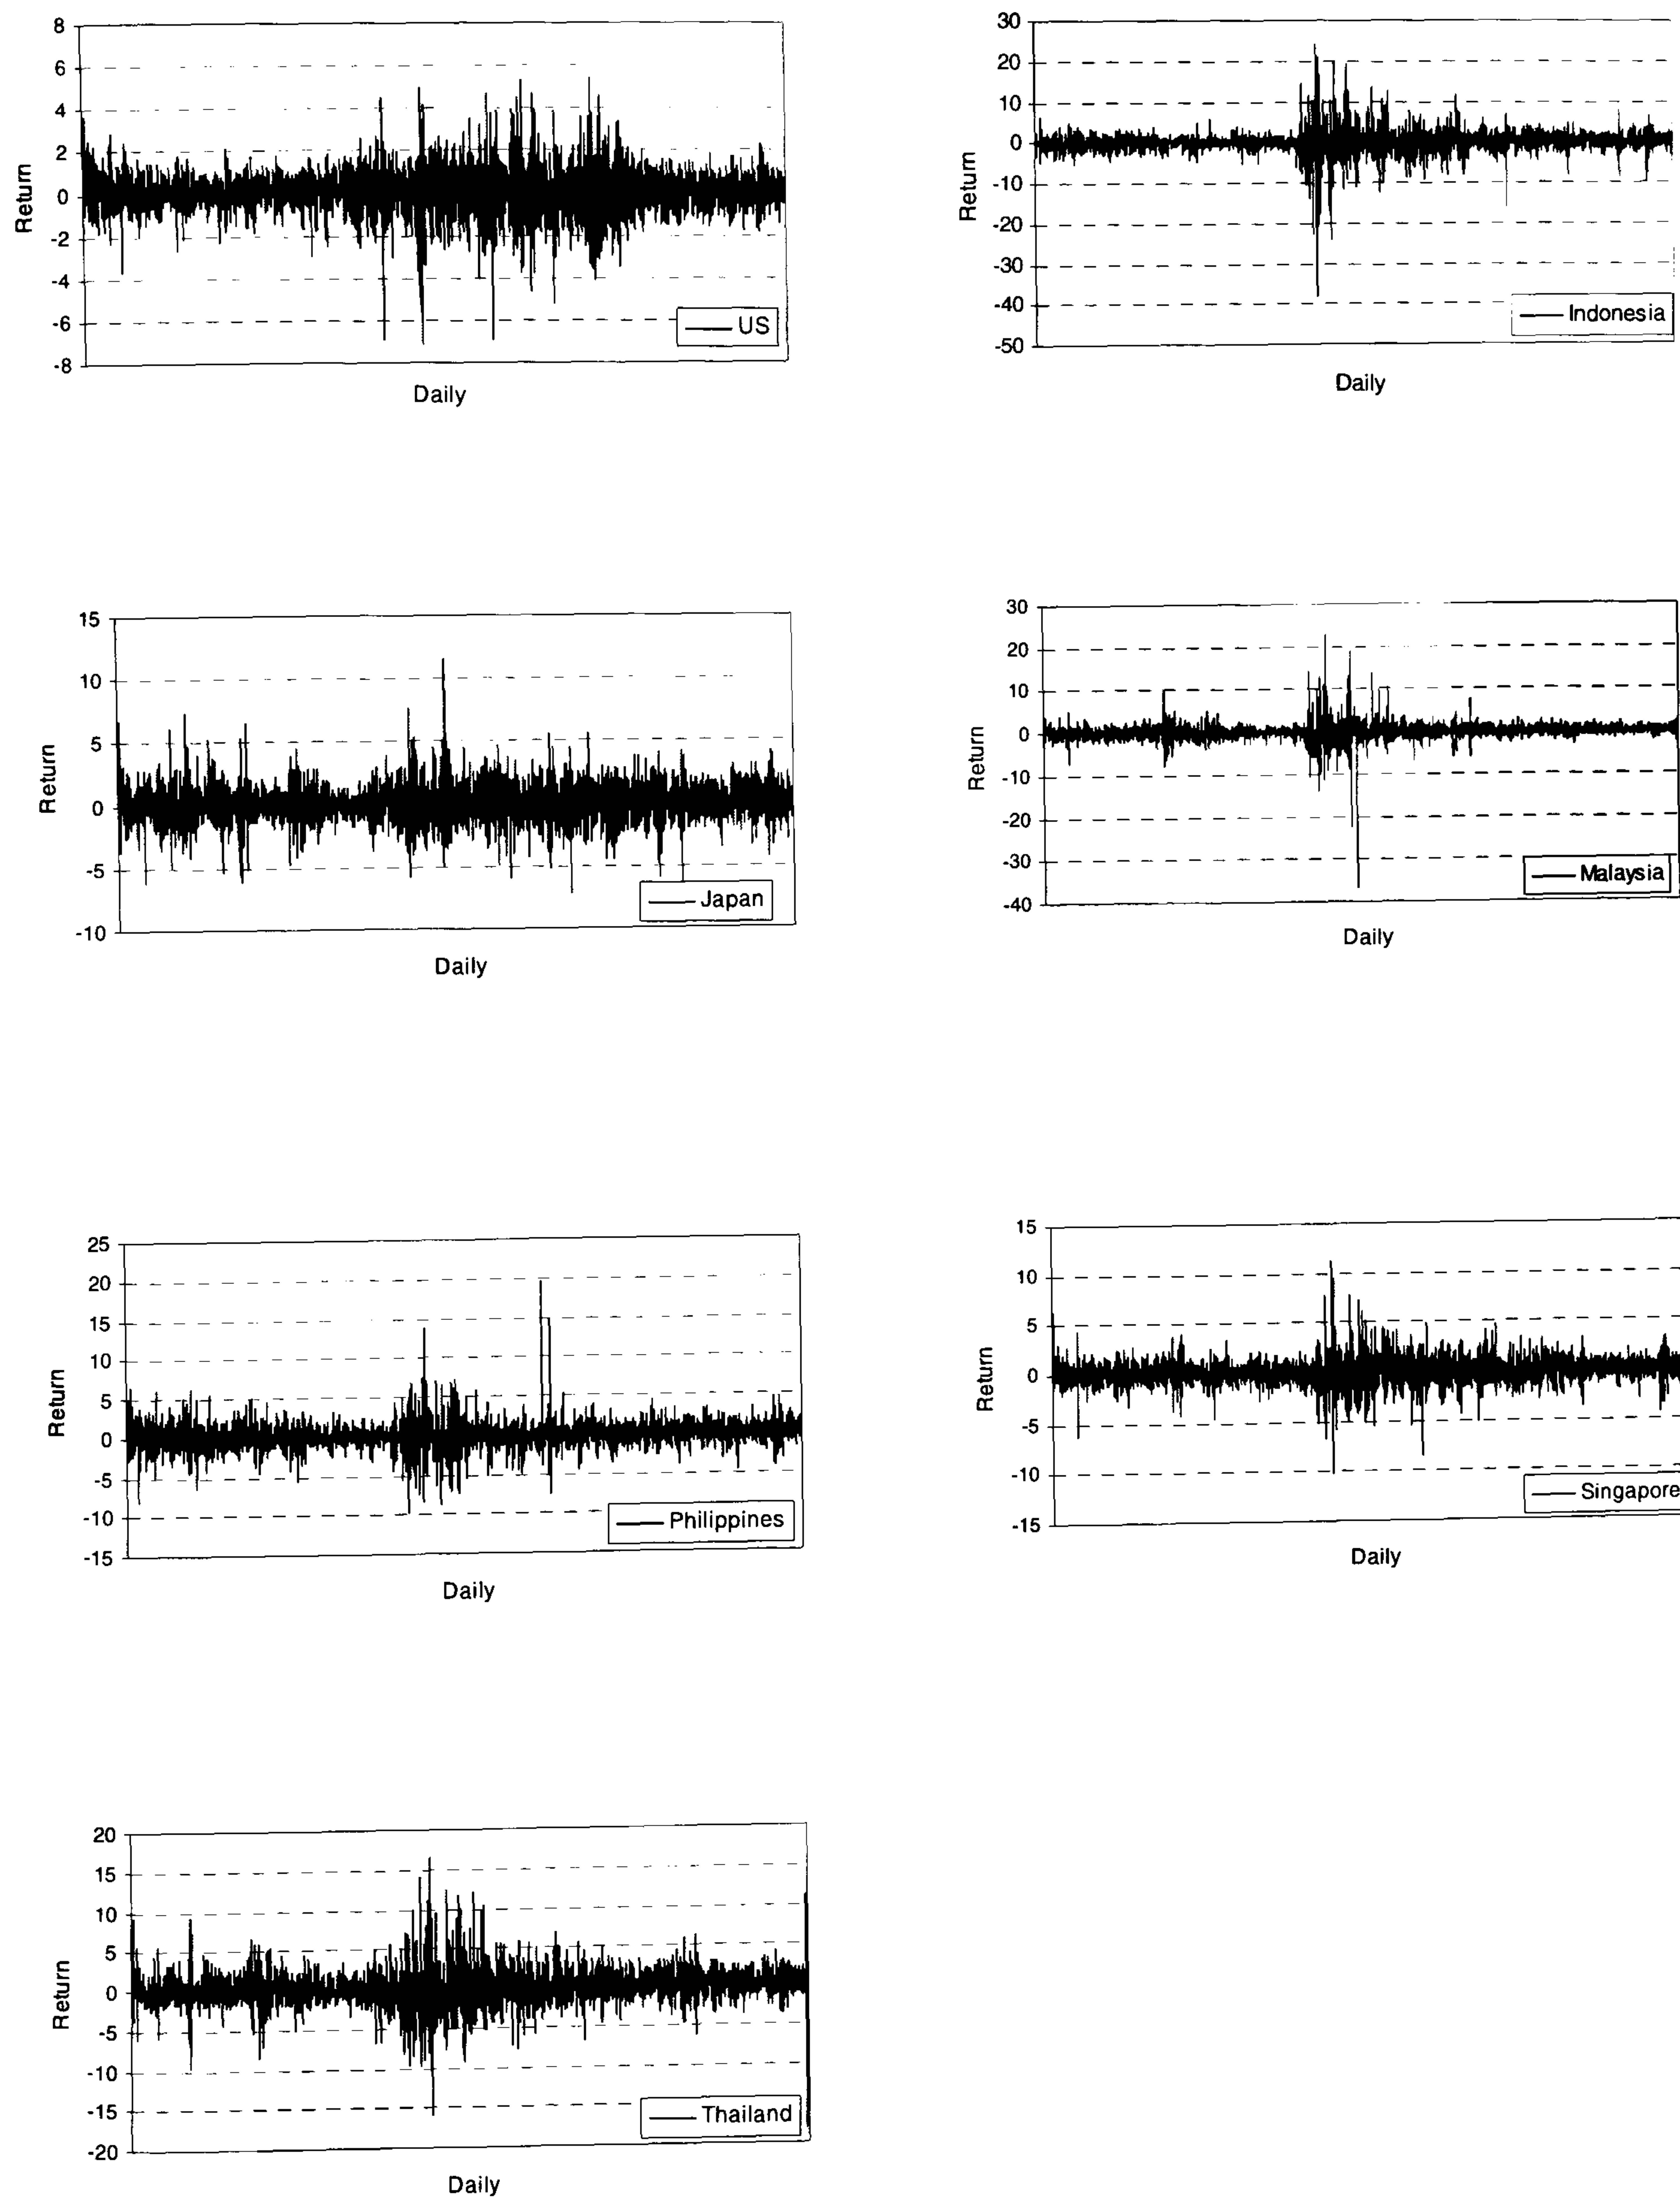 8
6
4
2
0
-2
-4
-6
-8
Return
US
Daily
30
20
10
0
-10
-20
-30
-40
-50
Return
Indonesia
Daily
15
10
5
0
-5
-10
Return
Japan
Daily
30
20
10
0
-10
-20
-30
-40
Return
Malaysia
Daily
25
20
15
10
5
0
-5
-10
-15
Return
Philippines
Daily
15
10
5
0
-5
-10
-15
Return
Singapore
Daily
20
15
10
5
0
-5
-10
-15
-20
Return
Thailand
Daily